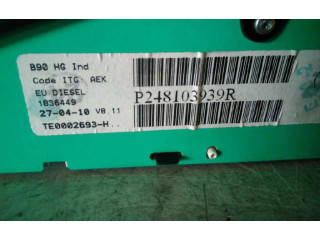 B90 HG Ind
Code ITG AEK
EU DIESEL
1836449
27-04-10 V8.11
TE0002693-H..
P248103939R